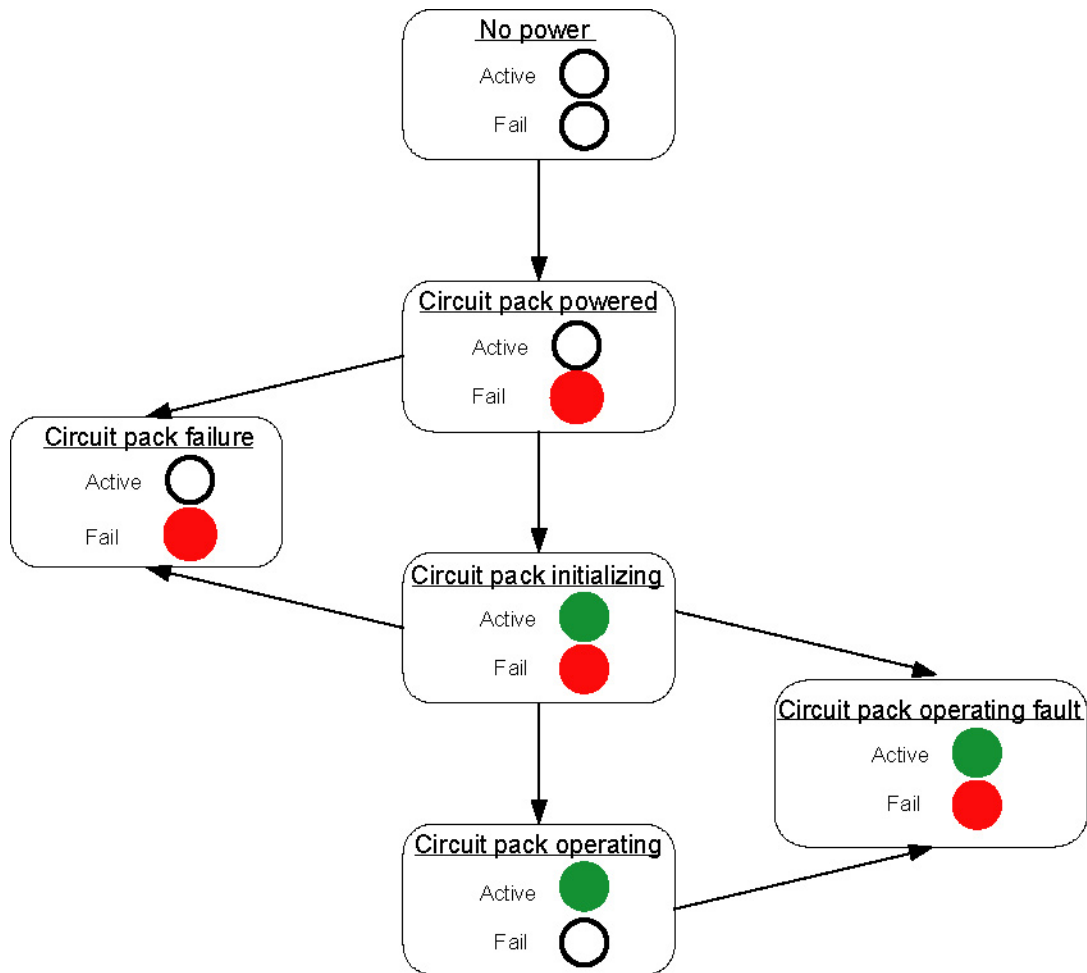 No power
Active
Fail
Circuit pack powered
Active
Fail
Circuit pack failure
Active
Fail
Circuit pack initializing
Active
Fail
Circuit pack operating fault
Active
Fail
Circuit pack operating
Active
Fail